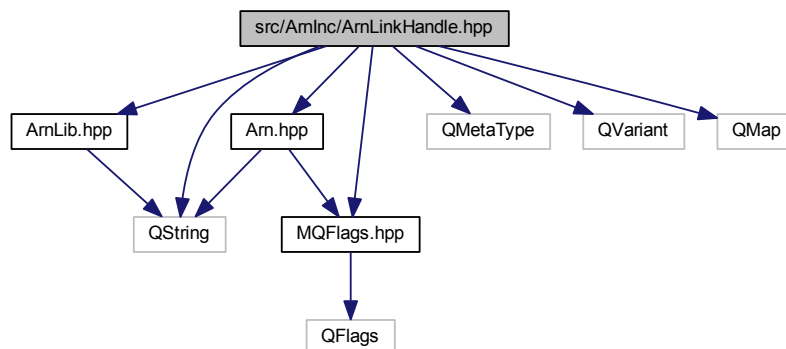 src/ArnInc/ArnLinkHandle.hpp
ArnLib.hpp
Arn.hpp
QMetaType
QVariant
QMap
QString
MQFlags.hpp
QFlags